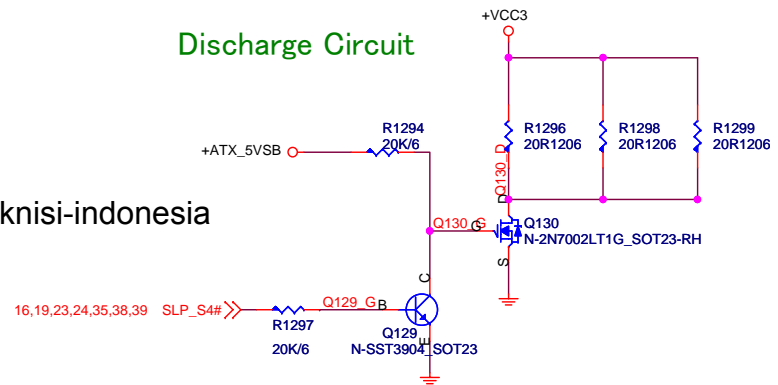 +VCC3
Discharge Circuit
R1294
20K/6
R1296
20R1206
R1298
20R1206
R1299
20R1206
+ATX_5VSB
Q130_D
D
knisi-indonesia
Q130_G
G
Q130
N-2N7002LT1G_SOT23-RH
S
C
16,19,23,24,35,38,39 SLP_S4#
Q129_G
B
R1297
20K/6
Q129
E
N-SST3904_SOT23